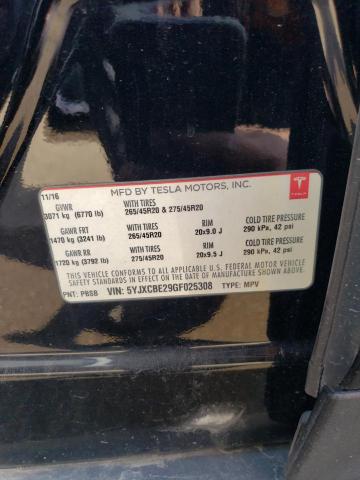 MFD BY TESLA MOTORS, INC.
TESLA
11/16
GVWR WITH TIRES
3071 kg (6770 lb) 265/45R20 & 275/45R20
GAWR FRT WITH TIRES RIM COLD TIRE PRESSURE
1470 kg (3241 lb) 265/45R20 20x9.0 J 290 kPa, 42 psi
GAWR RR WITH TIRES RIM COLD TIRE PRESSURE
1720 kg (3792 lb) 275/45R20 20x9.5 J 290 kPa, 42 psi
THIS VEHICLE CONFORMS TO ALL APPLICABLE U.S. FEDERAL MOTOR VEHICLE
SAFETY AND THEFT PREVENTION STANDARDS IN EFFECT ON THE DATE OF
MANUFACTURE SHOWN ABOVE.
PNT: PBSB VIN: 5YJXCBE29GF025308 TYPE: MPV